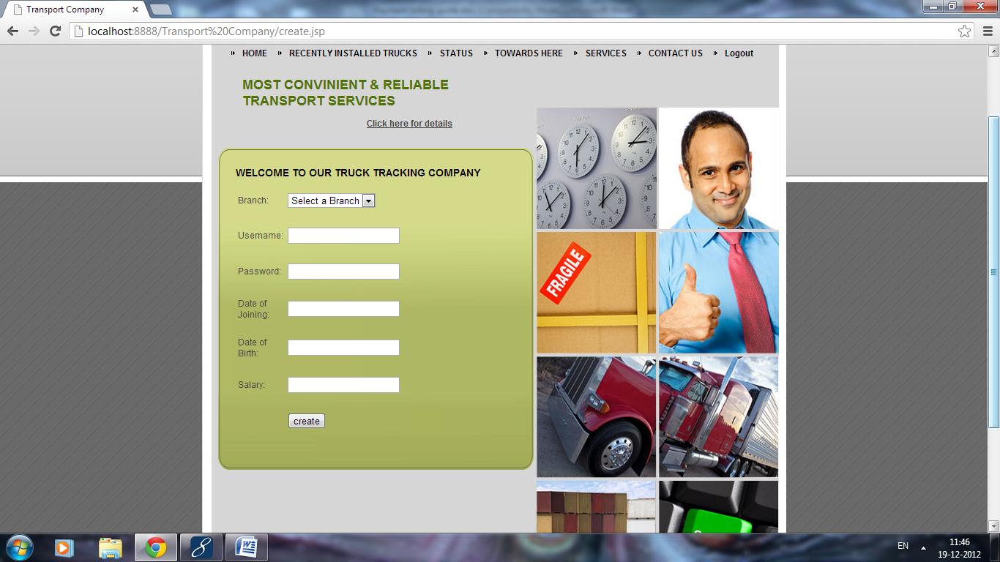 Transport Company
localhost:8888/Transport%20Company/create.jsp
HOME RECENTLY INSTALLED TRUCKS STATUS TOWARDS HERE SERVICES CONTACT US Logout
MOST CONVINIENT & RELIABLE
TRANSPORT SERVICES
Click here for details
WELCOME TO OUR TRUCK TRACKING COMPANY
Branch: Select a Branch
Username:
Password:
Date of
Joining:
Date of
Birth:
Salary:
create
FRAGILE
EN
11:46
19-12-2012